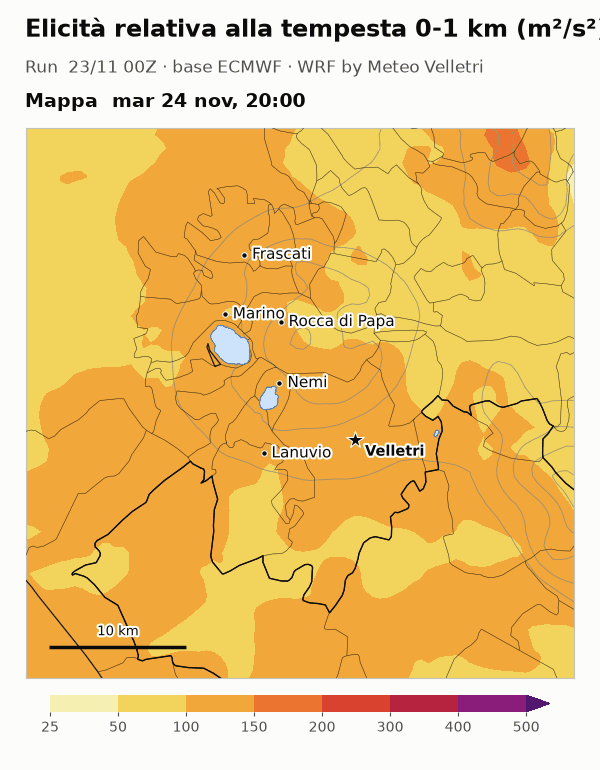 Elicità relativa alla tempesta 0-1 km (m²/s²)
Run 23/11 00Z · base ECMWF · WRF by Meteo Velletri
Mappa mar 24 nov, 20:00
Frascati
Marino
Rocca di Papa
Nemi
Velletri
Lanuvio
10 km
25 50 100 150 200 300 400 500